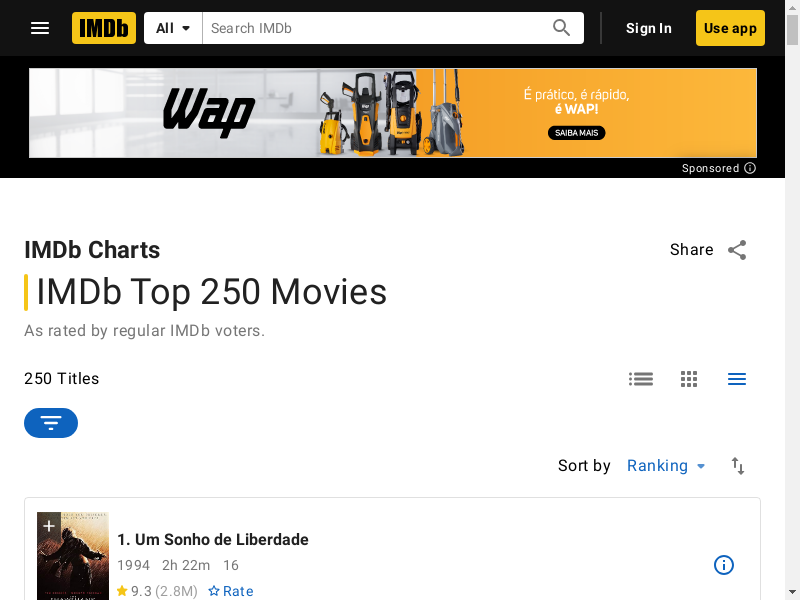 IMDb
All
Search IMDb
Sign In
Use app
Wap
É prático, é rápido,
é WAP!
SAIBA MAIS
Sponsored
IMDb Charts
Share
IMDb Top 250 Movies
As rated by regular IMDb voters.
250 Titles
Sort by Ranking
1. Um Sonho de Liberdade
1994 2h 22m 16
9.3 (2.8M) Rate